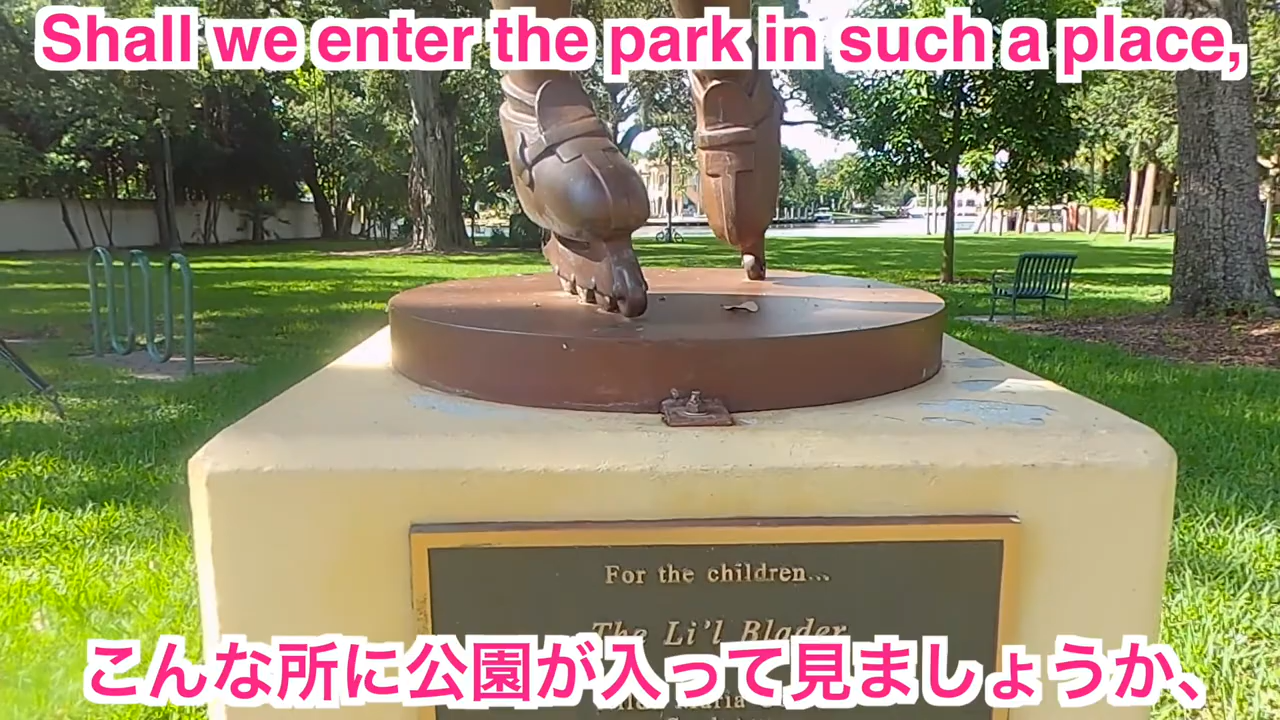 Shall we enter the park in such a place,
For the children...
The Li'l Blader
こんな所に公園が入って見ましょうか、
Maria